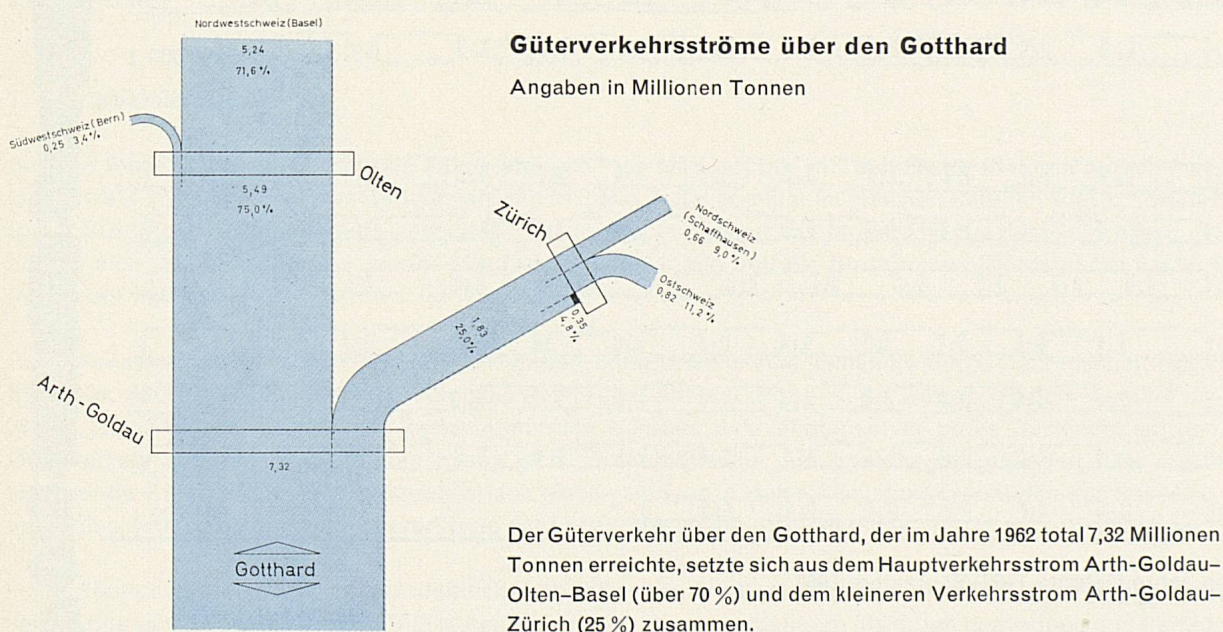 Nordwestschweiz (Basel)
5,24
71,6 %
Güterverkehrsströme über den Gotthard
Angaben in Millionen Tonnen
Südwestschweiz (Bern)
0,25 3,4 %
Olten
5,49
75,0 %
Zürich
Nordschweiz
(Schaffhausen)
0,66 9,0 %
Ostschweiz
0,82 11,2 %
0,35
4,8 %
1,83
25,0 %
Arth-Goldau
7,32
Gotthard
Der Güterverkehr über den Gotthard, der im Jahre 1962 total 7,32 Millionen
Tonnen erreichte, setzte sich aus dem Hauptverkehrsstrom Arth-Goldau–
Olten–Basel (über 70 %) und dem kleineren Verkehrsstrom Arth-Goldau–
Zürich (25 %) zusammen.